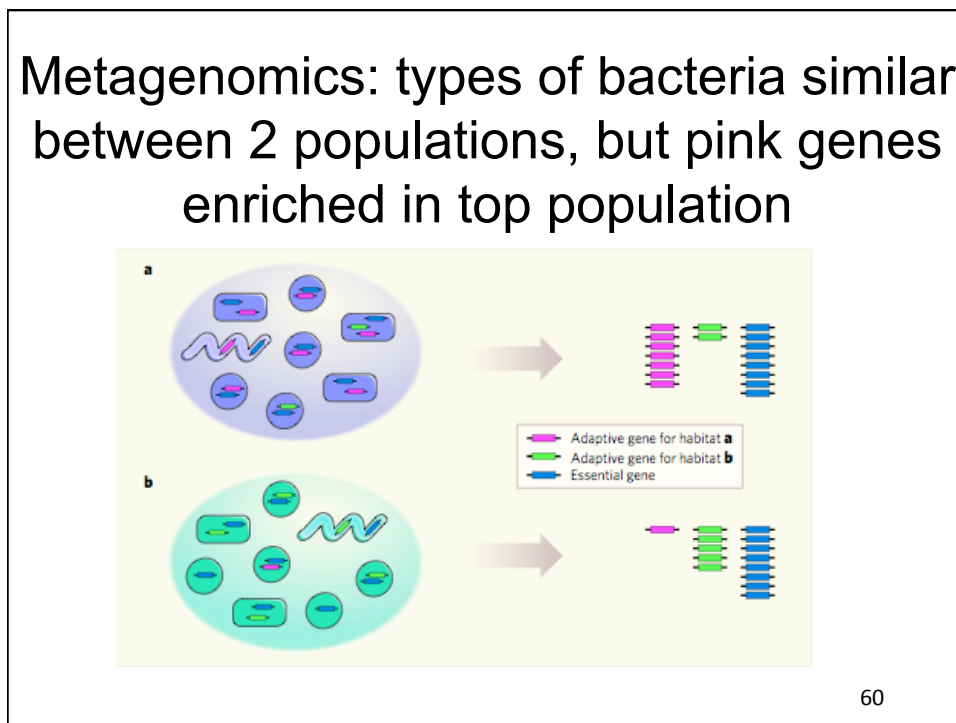 Metagenomics: types of bacteria similar
between 2 populations, but pink genes
enriched in top population
a
Adaptive gene for habitat a
Adaptive gene for habitat b
Essential gene
b
60